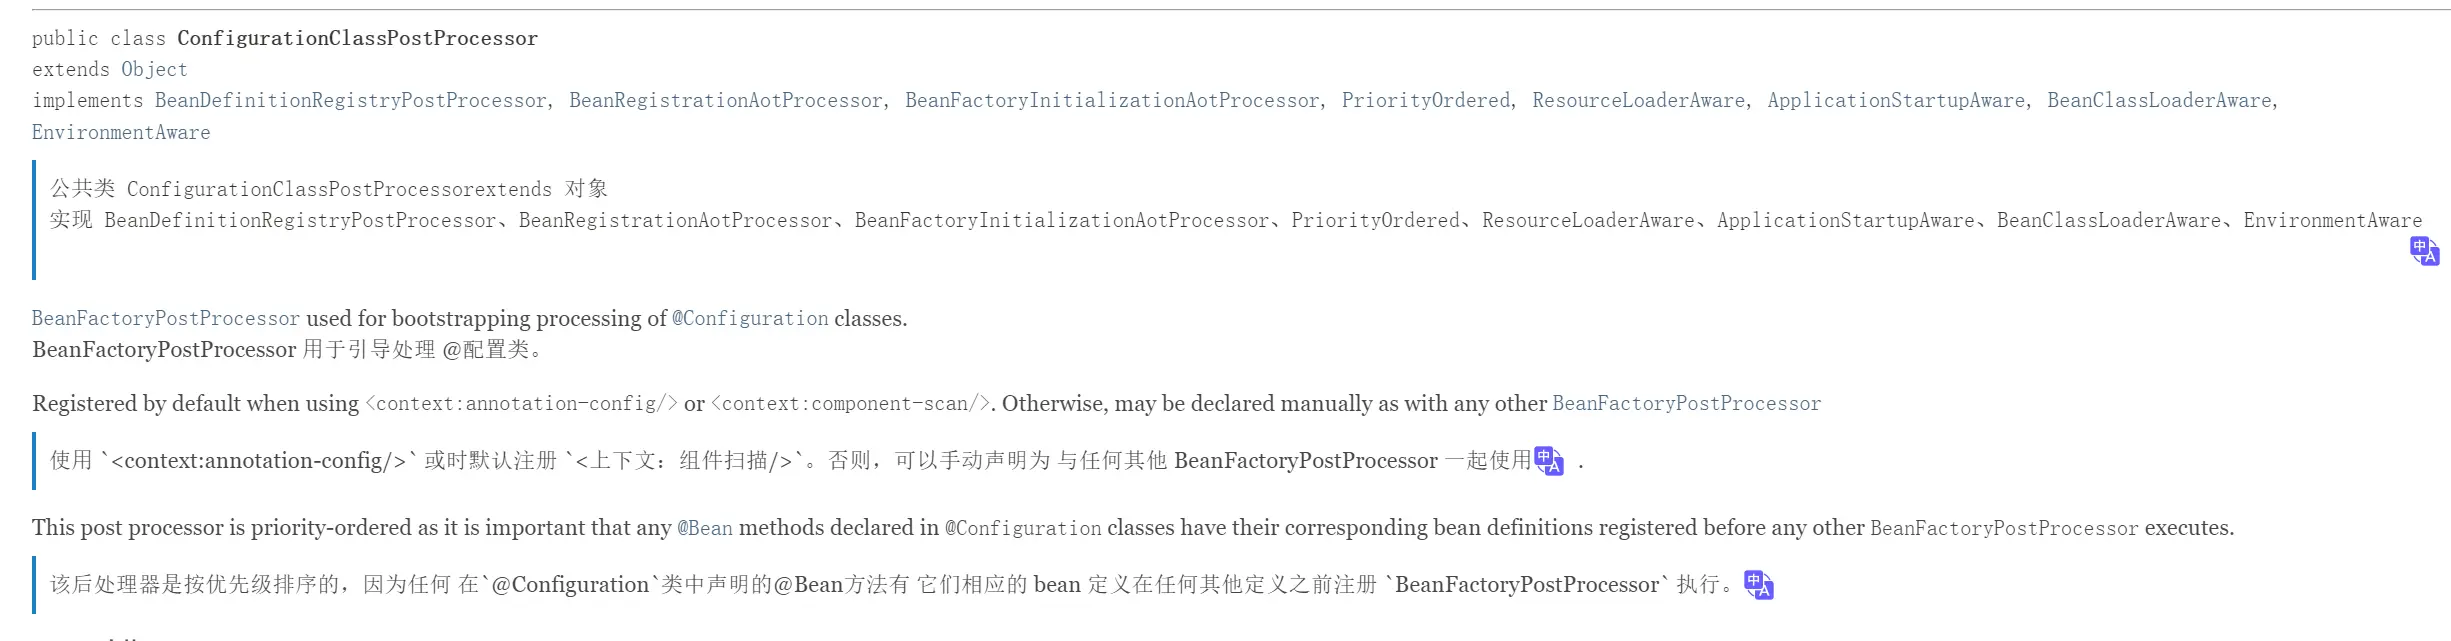 public class ConfigurationClassPostProcessor
extends Object
implements BeanDefinitionRegistryPostProcessor, BeanRegistrationAotProcessor, BeanFactoryInitializationAotProcessor, PriorityOrdered, ResourceLoaderAware, ApplicationStartupAware, BeanClassLoaderAware,
EnvironmentAware
公共类 ConfigurationClassPostProcessorextends 对象
实现 BeanDefinitionRegistryPostProcessor、BeanRegistrationAotProcessor、BeanFactoryInitializationAotProcessor、PriorityOrdered、ResourceLoaderAware、ApplicationStartupAware、BeanClassLoaderAware、EnvironmentAware
中A
BeanFactoryPostProcessor used for bootstrapping processing of @Configuration classes.
BeanFactoryPostProcessor 用于引导处理 @配置类。
Registered by default when using <context:annotation-config/> or <context:component-scan/>. Otherwise, may be declared manually as with any other BeanFactoryPostProcessor
使用 `<context:annotation-config/>` 或时默认注册 `<上下文：组件扫描/>`。否则，可以手动声明为 与任何其他 BeanFactoryPostProcessor 一起使用中A .
This post processor is priority-ordered as it is important that any @Bean methods declared in @Configuration classes have their corresponding bean definitions registered before any other BeanFactoryPostProcessor executes.
该后处理器是按优先级排序的，因为任何 在`@Configuration`类中声明的@Bean方法有 它们相应的 bean 定义在任何其他定义之前注册 `BeanFactoryPostProcessor` 执行。中A